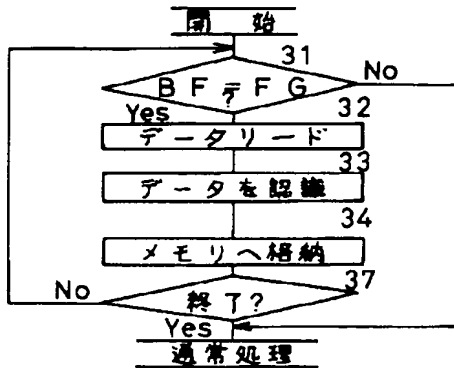 開 始
31
BF=FG
?
No
Yes
32
データリード
33
データを認識
34
メモリへ格納
37
No
終了?
Yes
通常処理